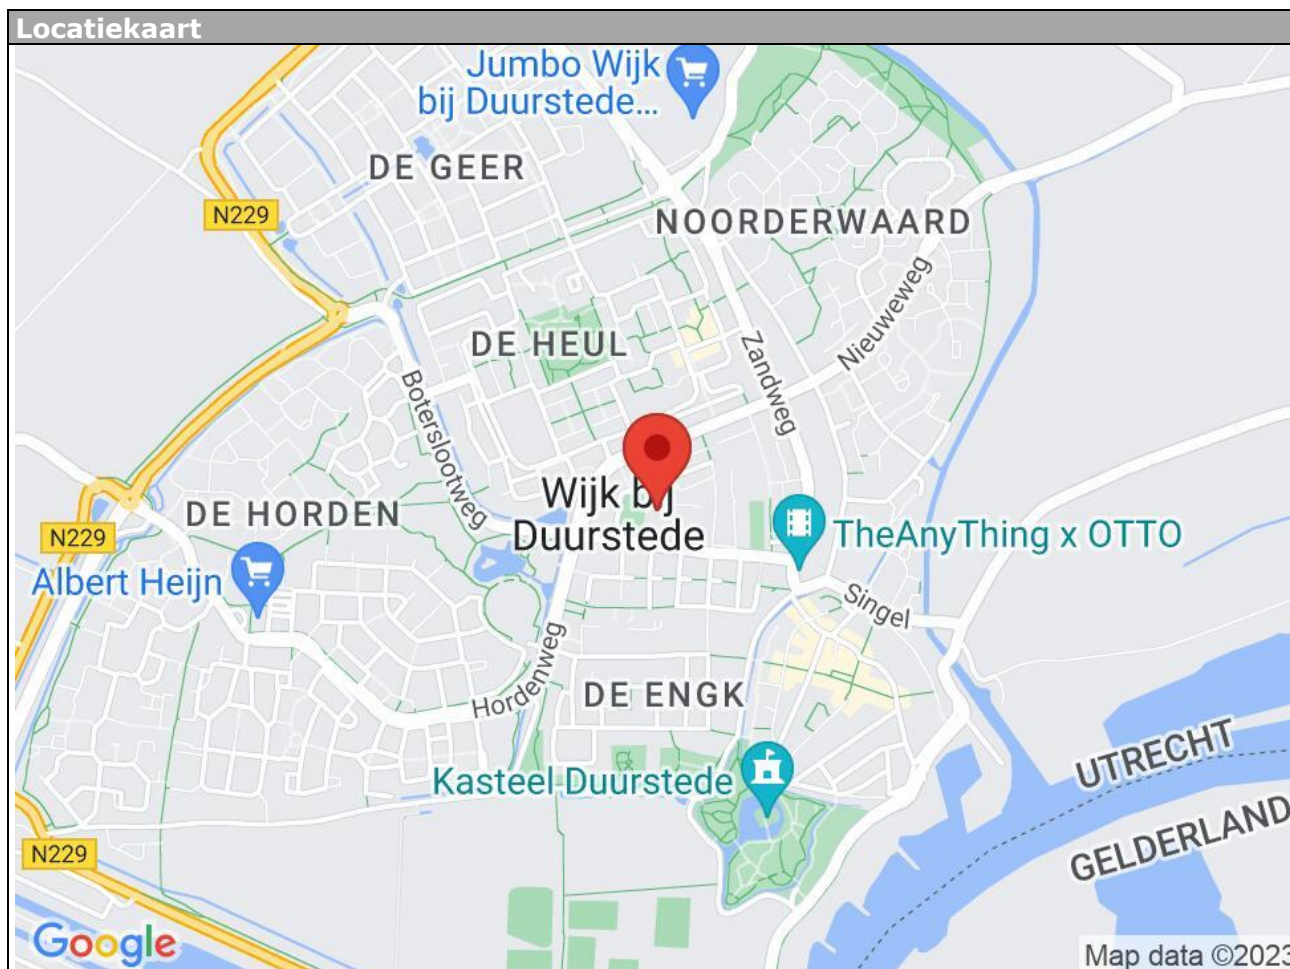 Locatiekaart
Jumbo Wijk
bij Duurstede...
DE GEER
N229
NOORDERWAARD
Nieuweweg
DE HEUL
Zandweg
Boterslootweg
Wijk bij
Duurstede
DE HORDEN
N229
TheAnyThing x OTTO
Albert Heijn
Singel
Hordenweg
DE ENGK
UTRECHT
Kasteel Duurstede
GELDERLAND
N229
Google
Map data ©2023